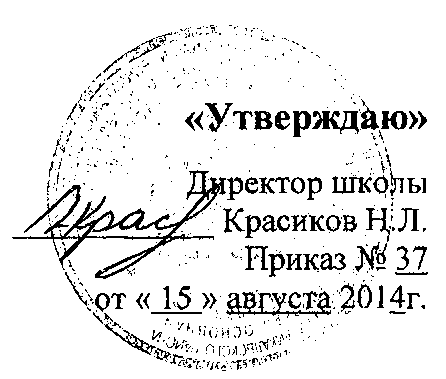 «Утверждаю»
Директор школы
Красиков Н.Л.
Приказ № 37
от « 15 » августа 2014г.